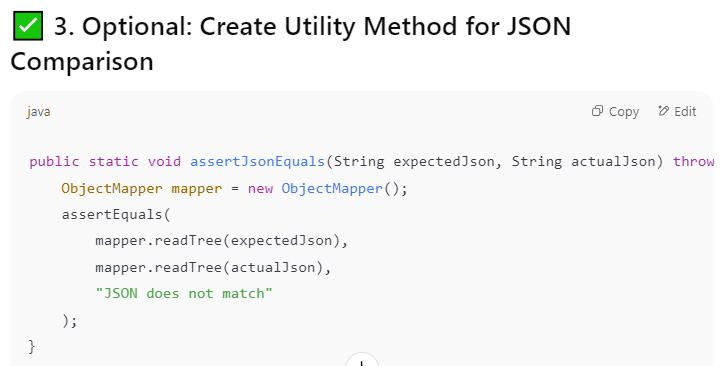 ✅ 3. Optional: Create Utility Method for JSON
Comparison
java
Copy
Edit
public static void assertJsonEquals(String expectedJson, String actualJson) throw
    ObjectMapper mapper = new ObjectMapper();
    assertEquals(
        mapper.readTree(expectedJson),
        mapper.readTree(actualJson),
        "JSON does not match"
    );
}